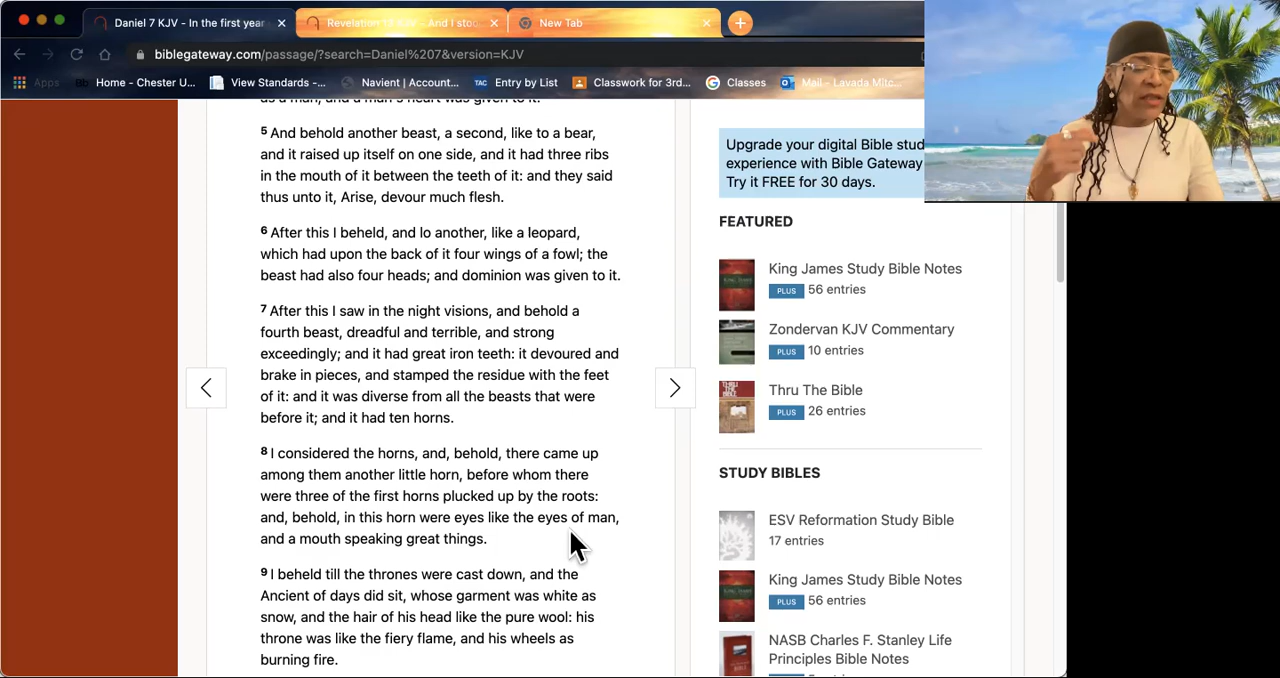 Daniel 7 KJV - In the first year
Revelation 13 KJV - And I stoo
New Tab
biblegateway.com/passage/?search=Daniel%207&version=KJV
Apps
Home - Chester U...
View Standards -...
Navient | Account...
TAC
Entry by List
Classwork for 3rd...
Classes
Mail - Lavada Mitc...
as a man, and a man's heart was given to it.
5 And behold another beast, a second, like to a bear,
and it raised up itself on one side, and it had three ribs
in the mouth of it between the teeth of it: and they said
thus unto it, Arise, devour much flesh.
6 After this I beheld, and lo another, like a leopard,
which had upon the back of it four wings of a fowl; the
beast had also four heads; and dominion was given to it.
7 After this I saw in the night visions, and behold a
fourth beast, dreadful and terrible, and strong
exceedingly; and it had great iron teeth: it devoured and
brake in pieces, and stamped the residue with the feet
of it: and it was diverse from all the beasts that were
before it; and it had ten horns.
8 I considered the horns, and, behold, there came up
among them another little horn, before whom there
were three of the first horns plucked up by the roots:
and, behold, in this horn were eyes like the eyes of man,
and a mouth speaking great things.
9 I beheld till the thrones were cast down, and the
Ancient of days did sit, whose garment was white as
snow, and the hair of his head like the pure wool: his
throne was like the fiery flame, and his wheels as
burning fire.
Upgrade your digital Bible stud
experience with Bible Gateway
Try it FREE for 30 days.
FEATURED
King James Study Bible Notes
PLUS 56 entries
Zondervan KJV Commentary
PLUS 10 entries
Thru The Bible
PLUS 26 entries
STUDY BIBLES
ESV Reformation Study Bible
17 entries
King James Study Bible Notes
PLUS 56 entries
NASB Charles F. Stanley Life
Principles Bible Notes